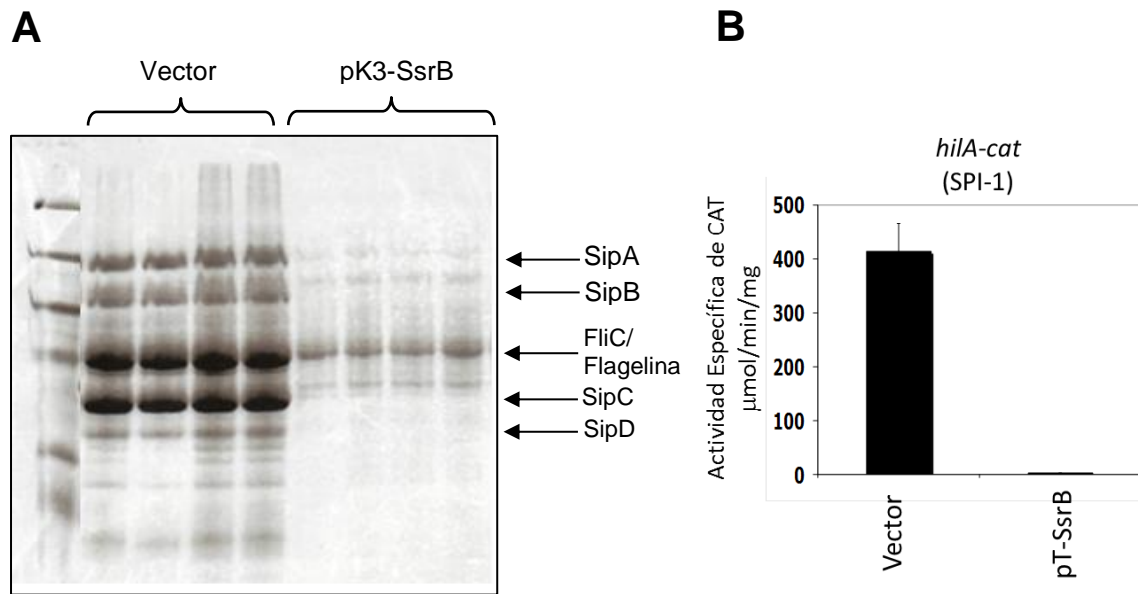 A
Vector
pK3-SsrB
SipA
SipB
FliC/
Flagelina
SipC
SipD
B
hilA-cat
(SPI-1)
Actividad Específica de CAT
μmol/min/mg
500
400
300
200
100
0
Vector
pT-SsrB